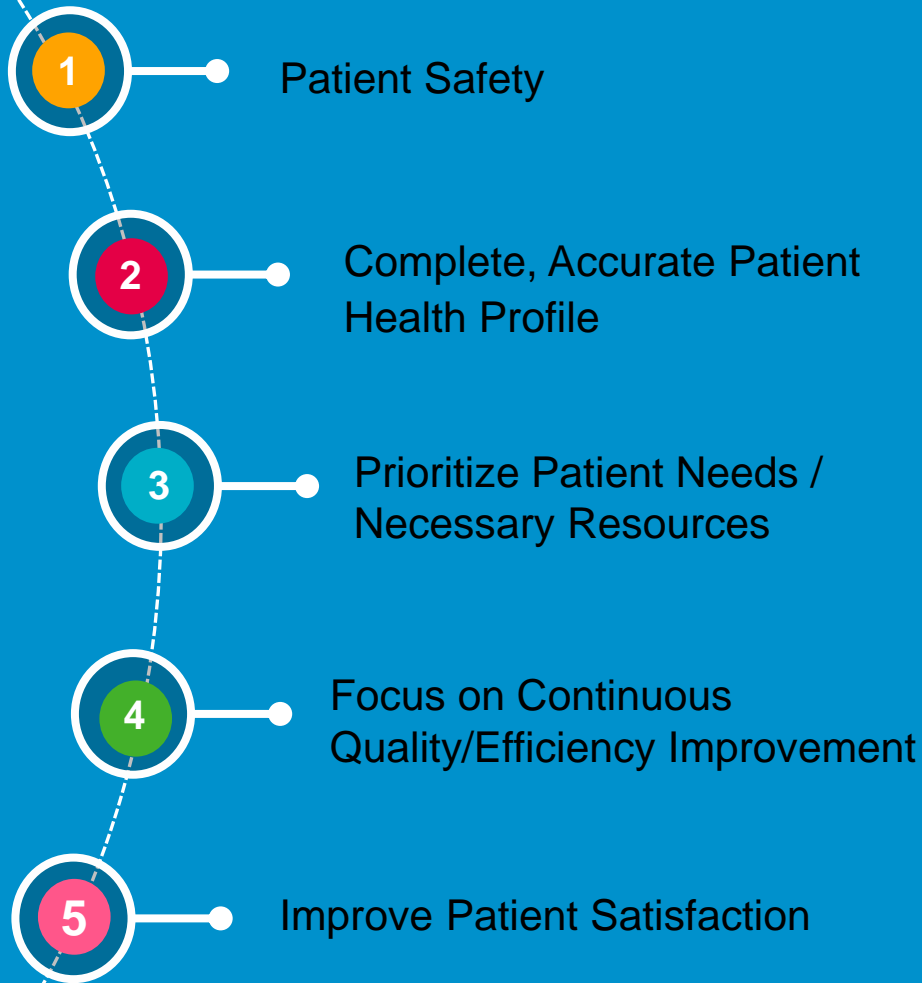 1
Patient Safety
2
Complete, Accurate Patient
Health Profile
3
Prioritize Patient Needs /
Necessary Resources
4
Focus on Continuous
Quality/Efficiency Improvement
5
Improve Patient Satisfaction